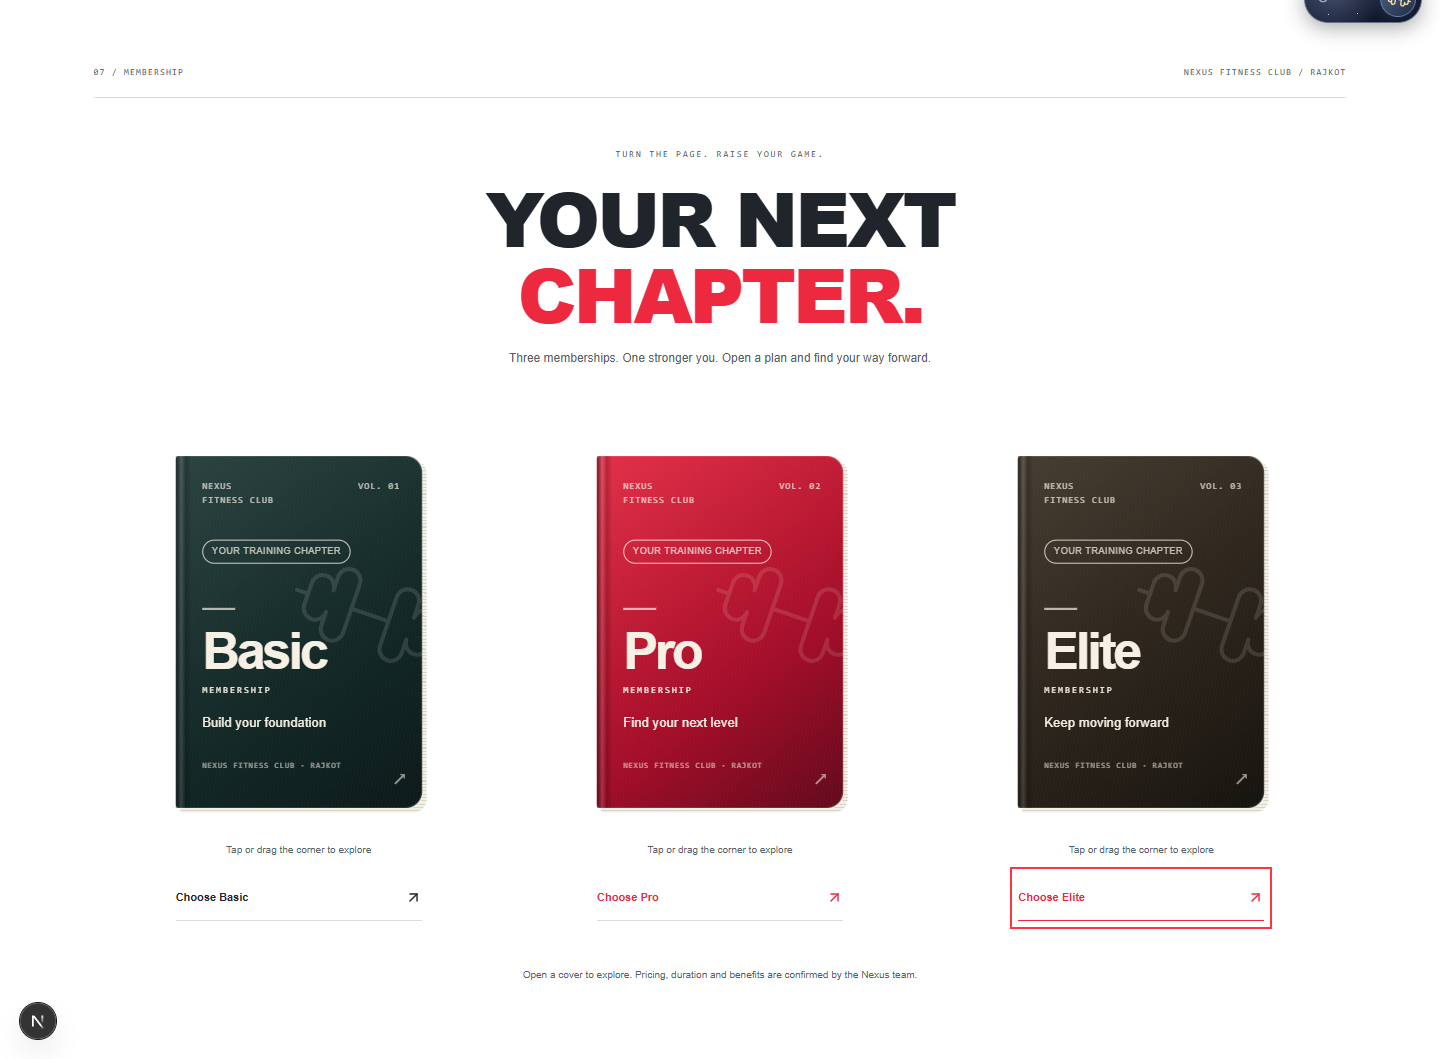 07 / MEMBERSHIP
NEXUS FITNESS CLUB / RAJKOT
TURN THE PAGE. RAISE YOUR GAME.
YOUR NEXT
CHAPTER.
Three memberships. One stronger you. Open a plan and find your way forward.
NEXUS
FITNESS CLUB
VOL. 01
YOUR TRAINING CHAPTER
Basic
MEMBERSHIP
Build your foundation
NEXUS FITNESS CLUB · RAJKOT
Tap or drag the corner to explore
Choose Basic
NEXUS
FITNESS CLUB
VOL. 02
YOUR TRAINING CHAPTER
Pro
MEMBERSHIP
Find your next level
NEXUS FITNESS CLUB · RAJKOT
Tap or drag the corner to explore
Choose Pro
NEXUS
FITNESS CLUB
VOL. 03
YOUR TRAINING CHAPTER
Elite
MEMBERSHIP
Keep moving forward
NEXUS FITNESS CLUB · RAJKOT
Tap or drag the corner to explore
Choose Elite
Open a cover to explore. Pricing, duration and benefits are confirmed by the Nexus team.
N